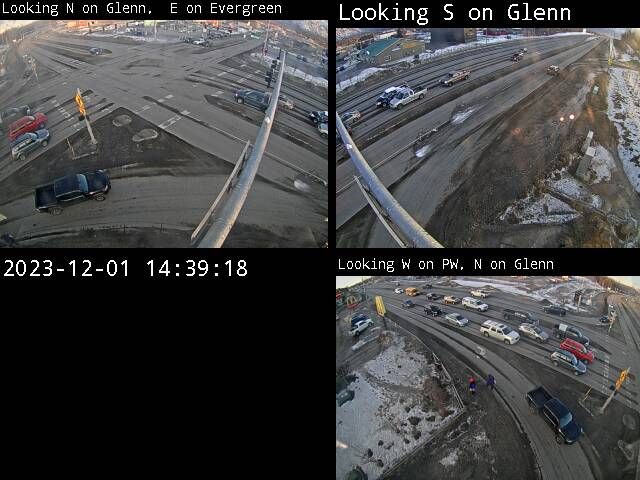 Looking N on Glenn,  E on Evergreen
Looking S on Glenn
2023-12-01 14:39:18
Looking W on PW, N on Glenn